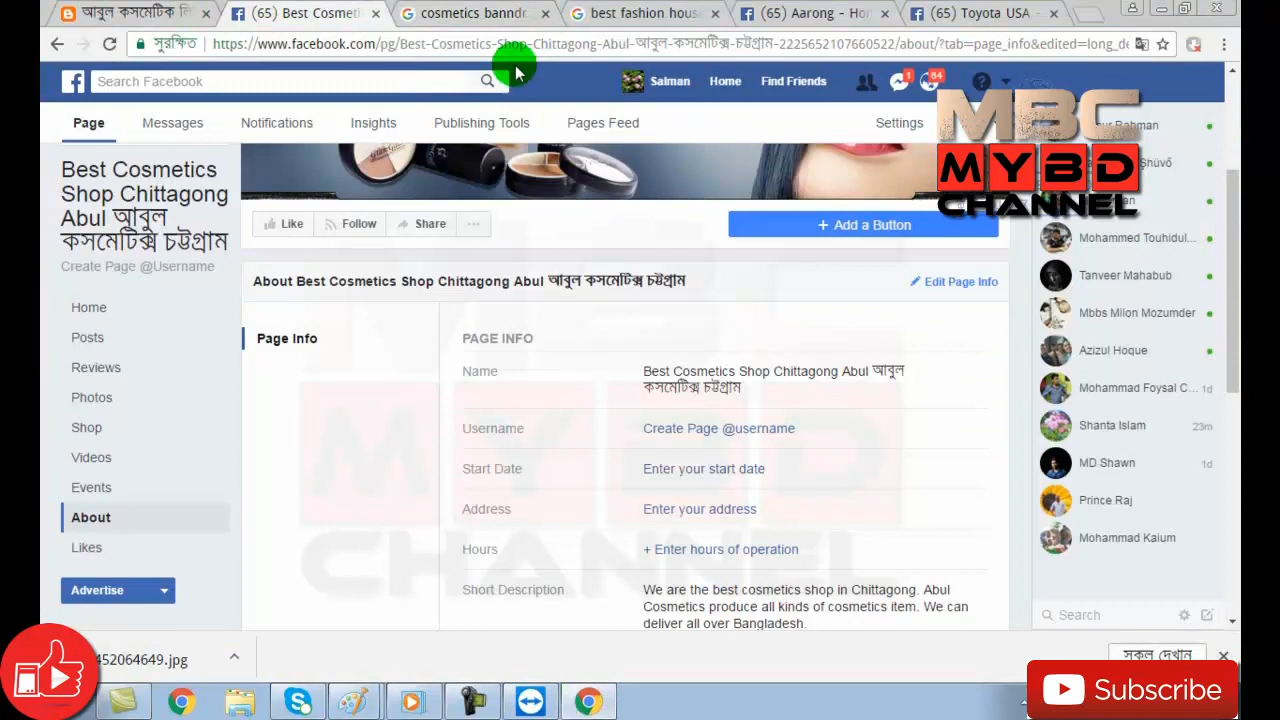 আবুল কসমেটিক লি
(65) Best Cosmeti
cosmetics banndr
best fashion hous
(65) Aarong - Hor
(65) Toyota USA -
সুরক্ষিত
https://www.facebook.com/pg/Best-Cosmetics-Shop-Chittagong-Abul-আবুল-কসমেটিক্স-চট্টগ্রাম-222565107610522/about/?tab=page_info&edited=long_de
Search Facebook
Salman
Home
Find Friends
1
64
Page
Messages
Notifications
Insights
Publishing Tools
Pages Feed
Settings
MBC
MYBD
CHANNEL
Best Cosmetics
Shop Chittagong
Abul আবুল
কসমেটিক্স চট্টগ্রাম
Create Page @Username
Home
Posts
Reviews
Photos
Shop
Videos
Events
About
Likes
Advertise
Like
Follow
Share
+ Add a Button
About Best Cosmetics Shop Chittagong Abul আবুল কসমেটিক্স চট্টগ্রাম
Edit Page Info
Page Info
PAGE INFO
Name
Best Cosmetics Shop Chittagong Abul আবুল
কসমেটিক্স চট্টগ্রাম
Username
Create Page @username
Start Date
Enter your start date
Address
Enter your address
Hours
+ Enter hours of operation
Short Description
We are the best cosmetics shop in Chittagong. Abul
Cosmetics produce all kinds of cosmetics item. We can
deliver all over Bangladesh.
MYBD
CHANNEL
Rahman
Mohammed Touhidul...
Tanveer Mahabub
Mbbs Milon Mozumder
Azizul Hoque
Mohammad Foysal C... 1d
Shanta Islam 23m
MD Shawn 1d
Prince Raj
Mohammad Kaium
Search
452064649.jpg
সকল দেখান
Subscribe